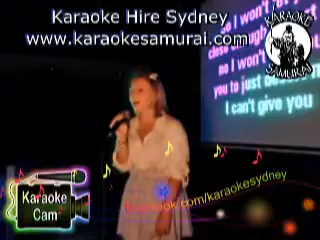 Karaoke Hire Sydney
www.karaokesamurai.com
KARAOKE
SAMURAI
no I won't
you to just
I can't give you
Karaoke
Cam
facebook.com/karaokesydney